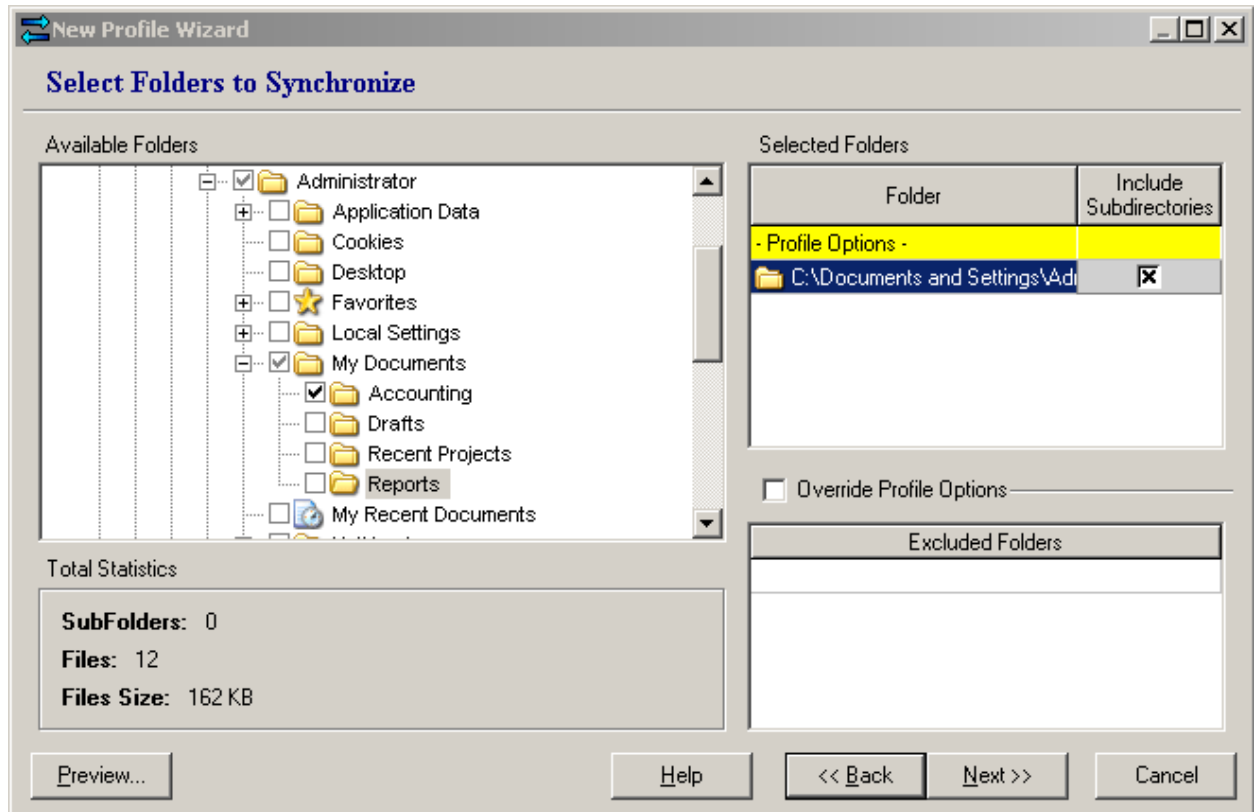 New Profile Wizard
Select Folders to Synchronize
Available Folders
Administrator
Application Data
Cookies
Desktop
Favorites
Local Settings
My Documents
Accounting
Drafts
Recent Projects
Reports
My Recent Documents
Total Statistics
SubFolders: 0
Files: 12
Files Size: 162 KB
Selected Folders
Folder
Include
Subdirectories
- Profile Options -
C:\Documents and Settings\Adi
Override Profile Options
Excluded Folders
Preview...
Help
<< Back
Next >>
Cancel